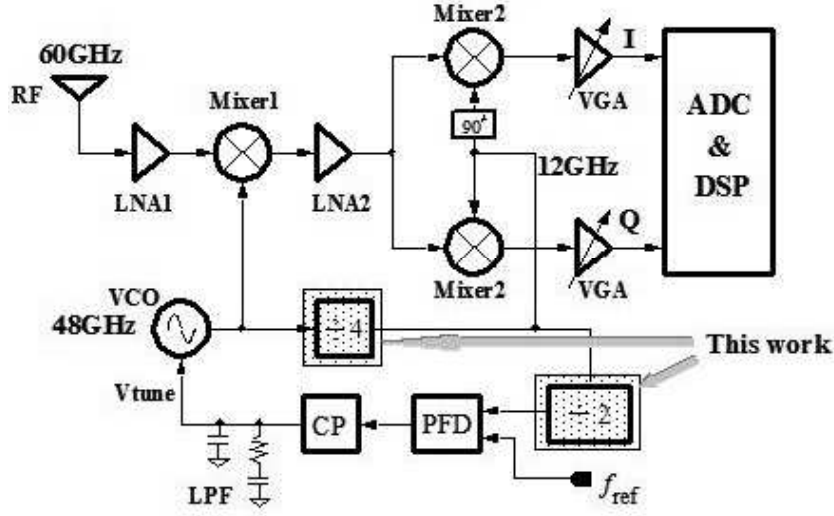 Mixer2
60GHz
RF
Mixer1
I
VGA
90
ADC
&
DSP
LNA1
LNA2
12GHz
Q
Mixer2
VGA
VCO
48GHz
÷ 4
This work
Vtune
÷ 2
CP
PFD
LPF
fref